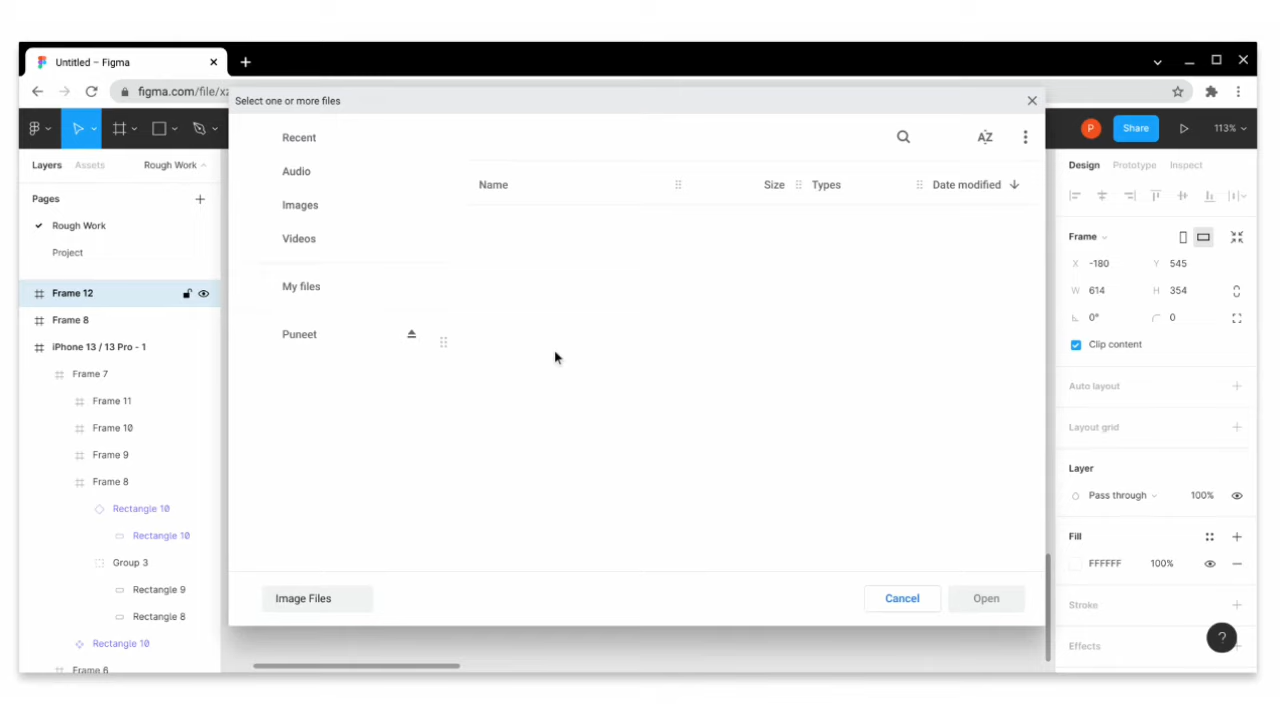 Untitled – Figma
figma.com/file/xz
Select one or more files
Share
113%
Layers
Assets
Rough Work
Pages
Rough Work
Project
Frame 12
Frame 8
iPhone 13 / 13 Pro - 1
Frame 7
Frame 11
Frame 10
Frame 9
Frame 8
Rectangle 10
Rectangle 10
Group 3
Rectangle 9
Rectangle 8
Rectangle 10
Frame 6
Recent
Audio
Images
Videos
My files
Puneet
AZ
Name
Size
Types
Date modified
Image Files
Cancel
Open
P
Design
Prototype
Inspect
Frame
X -180 Y 545
W 614 H 354
0° 0
Clip content
Auto layout
Layout grid
Layer
Pass through 100%
Fill
FFFFFF 100%
Stroke
Effects
?